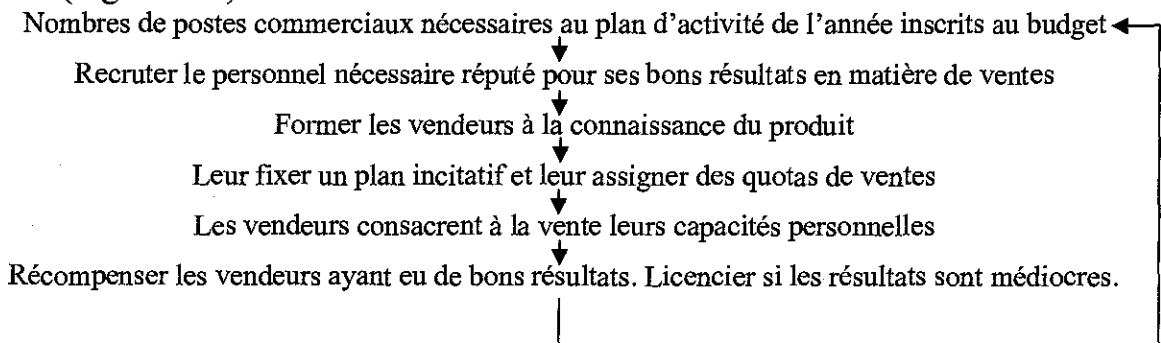 Nombres de postes commerciaux nécessaires au plan d’activité de l’année inscrits au budget
Recruter le personnel nécessaire réputé pour ses bons résultats en matière de ventes
Former les vendeurs à la connaissance du produit
Leur fixer un plan incitatif et leur assigner des quotas de ventes
Les vendeurs consacrent à la vente leurs capacités personnelles
Récompenser les vendeurs ayant eu de bons résultats. Licencier si les résultats sont médiocres.